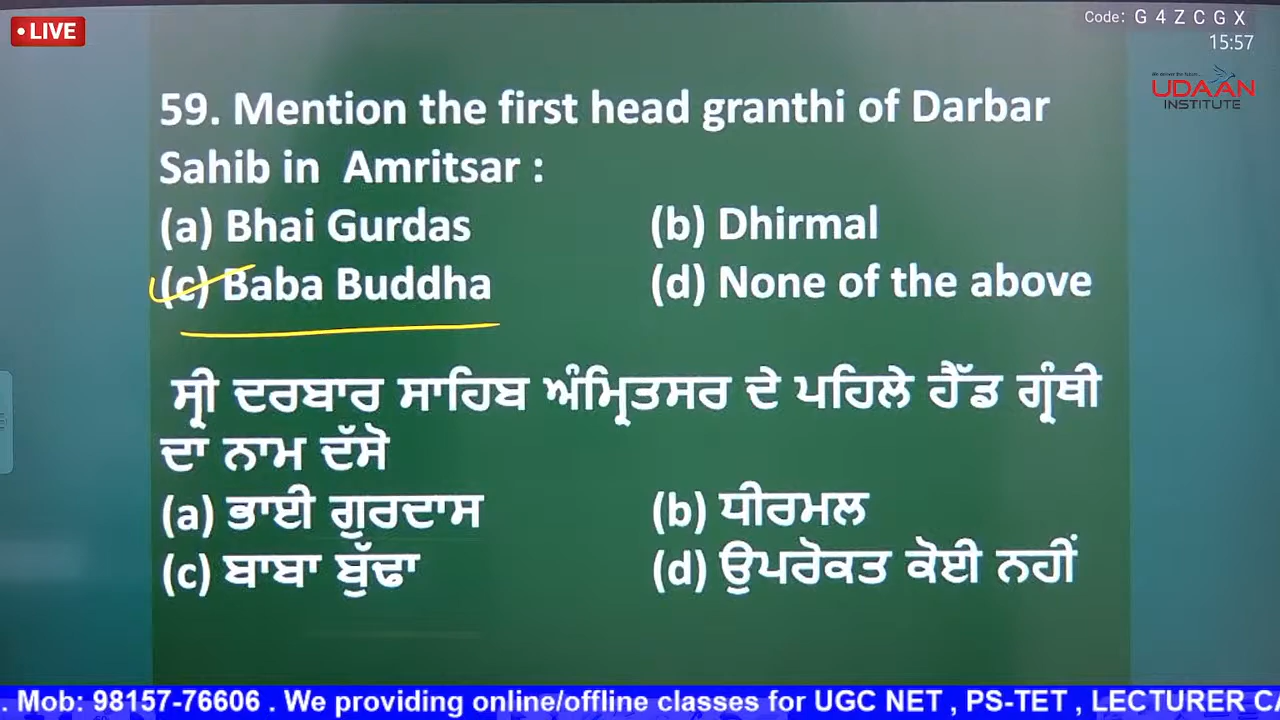 LIVE
Code: G 4 Z C G X
15:57
UDAAN
INSTITUTE
59. Mention the first head granthi of Darbar
Sahib in Amritsar :
(a) Bhai Gurdas (b) Dhirmal
(c) Baba Buddha (d) None of the above
ਸ੍ਰੀ ਦਰਬਾਰ ਸਾਹਿਬ ਅੰਮ੍ਰਿਤਸਰ ਦੇ ਪਹਿਲੇ ਹੈੱਡ ਗ੍ਰੰਥੀ
ਦਾ ਨਾਮ ਦੱਸੋ
(a) ਭਾਈ ਗੁਰਦਾਸ (b) ਧੀਰਮਲ
(c) ਬਾਬਾ ਬੁੱਢਾ (d) ਉਪਰੋਕਤ ਕੋਈ ਨਹੀਂ
. Mob: 98157-76606 . We providing online/offline classes for UGC NET , PS-TET , LECTURER CA